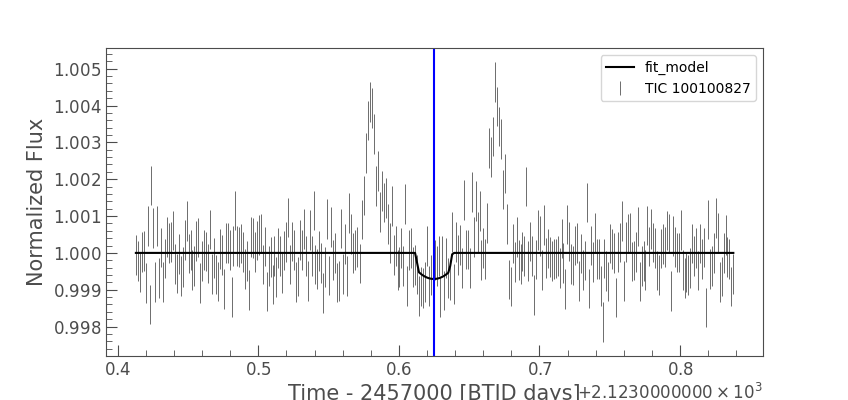 1.005
1.004
1.003
1.002
1.001
1.000
0.999
0.998
Normalized Flux
fit_model
TIC 100100827
0.4 0.5 0.6 0.7 0.8
Time - 2457000 [BTJD days]
+2.1230000000 × 10³